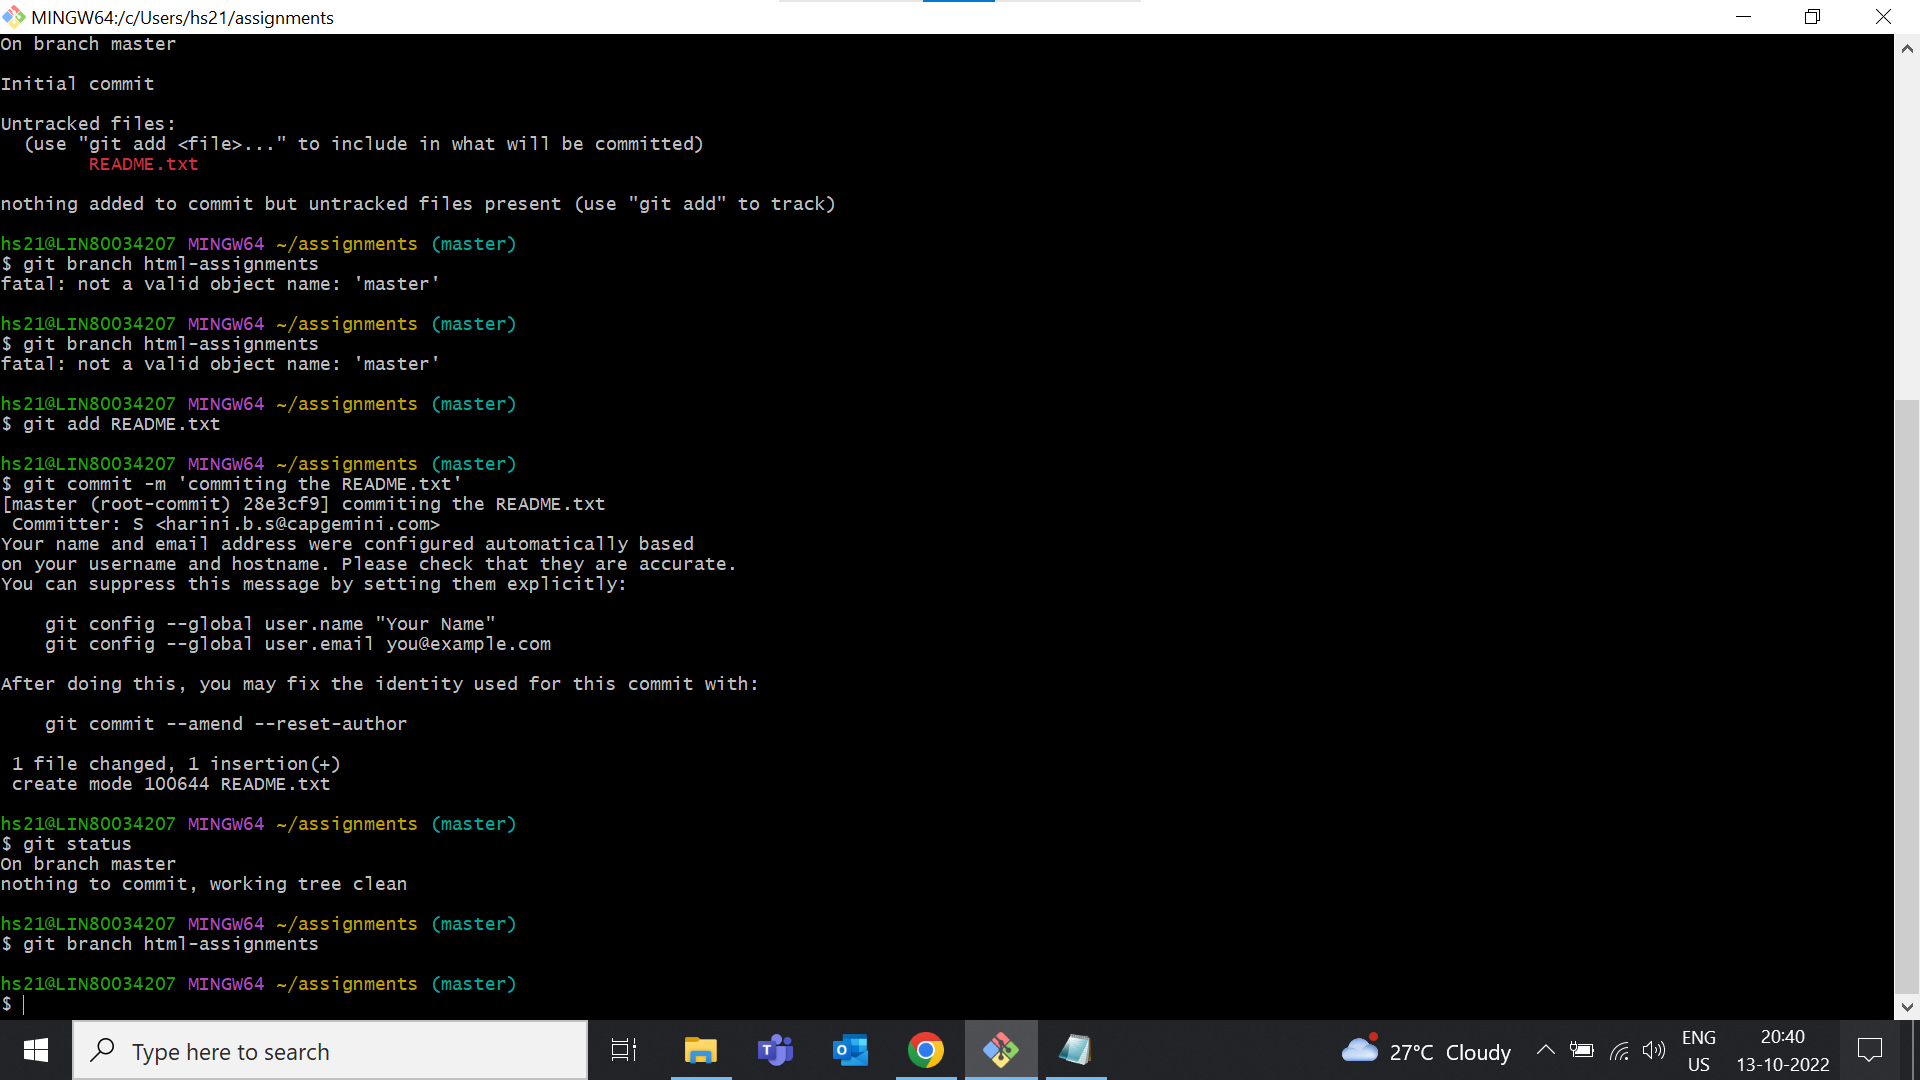 MINGW64:/c/Users/hs21/assignments
On branch master
Initial commit
Untracked files:
  (use "git add <file>..." to include in what will be committed)
        README.txt
nothing added to commit but untracked files present (use "git add" to track)
hs21@LIN80034207 MINGW64 ~/assignments (master)
$ git branch html-assignments
fatal: not a valid object name: 'master'
hs21@LIN80034207 MINGW64 ~/assignments (master)
$ git branch html-assignments
fatal: not a valid object name: 'master'
hs21@LIN80034207 MINGW64 ~/assignments (master)
$ git add README.txt
hs21@LIN80034207 MINGW64 ~/assignments (master)
$ git commit -m 'commiting the README.txt'
[master (root-commit) 28e3cf9] commiting the README.txt
 Committer: S <harini.b.s@capgemini.com>
Your name and email address were configured automatically based
on your username and hostname. Please check that they are accurate.
You can suppress this message by setting them explicitly:
    git config --global user.name "Your Name"
    git config --global user.email you@example.com
After doing this, you may fix the identity used for this commit with:
    git commit --amend --reset-author
 1 file changed, 1 insertion(+)
 create mode 100644 README.txt
hs21@LIN80034207 MINGW64 ~/assignments (master)
$ git status
On branch master
nothing to commit, working tree clean
hs21@LIN80034207 MINGW64 ~/assignments (master)
$ git branch html-assignments
hs21@LIN80034207 MINGW64 ~/assignments (master)
$
Type here to search
27°C Cloudy
ENG
US
20:40
13-10-2022